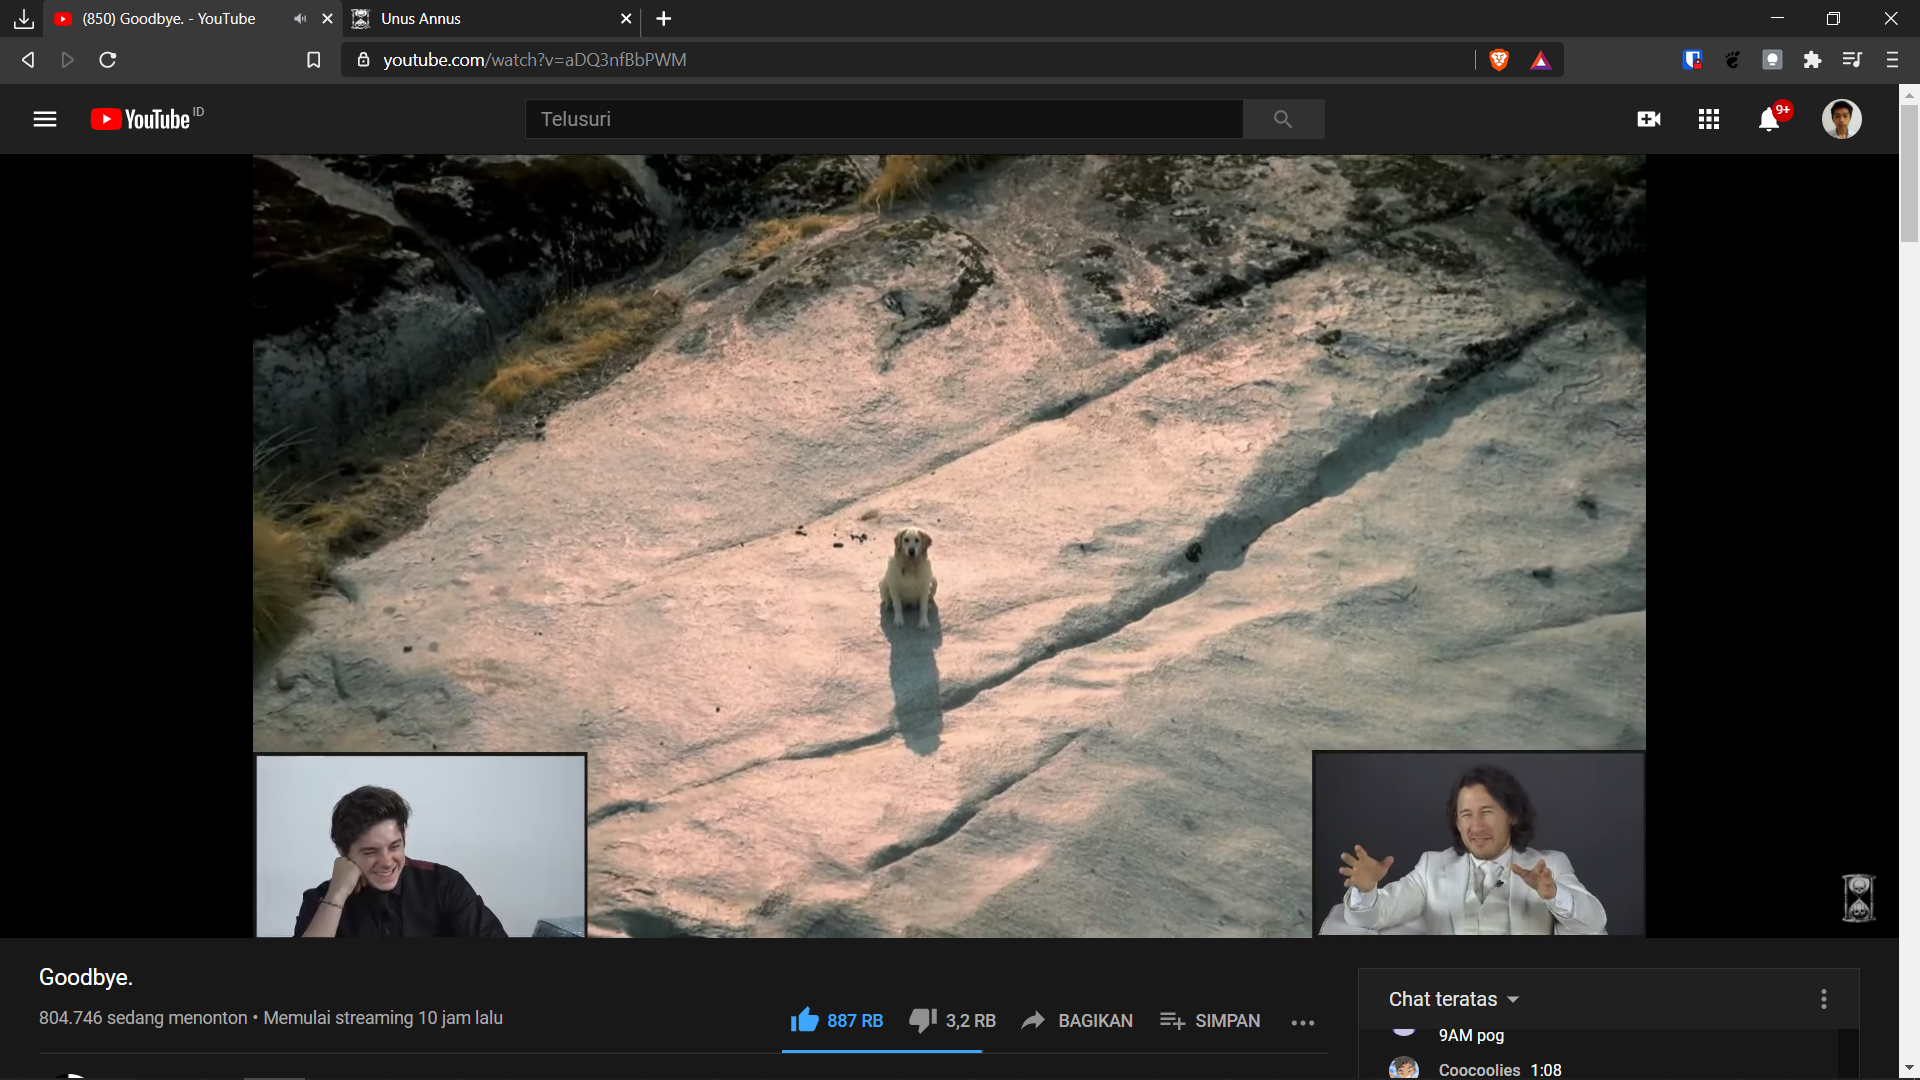 (850) Goodbye. - YouTube
Unus Annus
youtube.com/watch?v=aDQ3nfBbPWM
YouTube ID
Telusuri
9+
Goodbye.
804.746 sedang menonton • Memulai streaming 10 jam lalu
887 RB
3,2 RB
BAGIKAN
SIMPAN
Chat teratas
9AM pog
Coocoolies 1:08